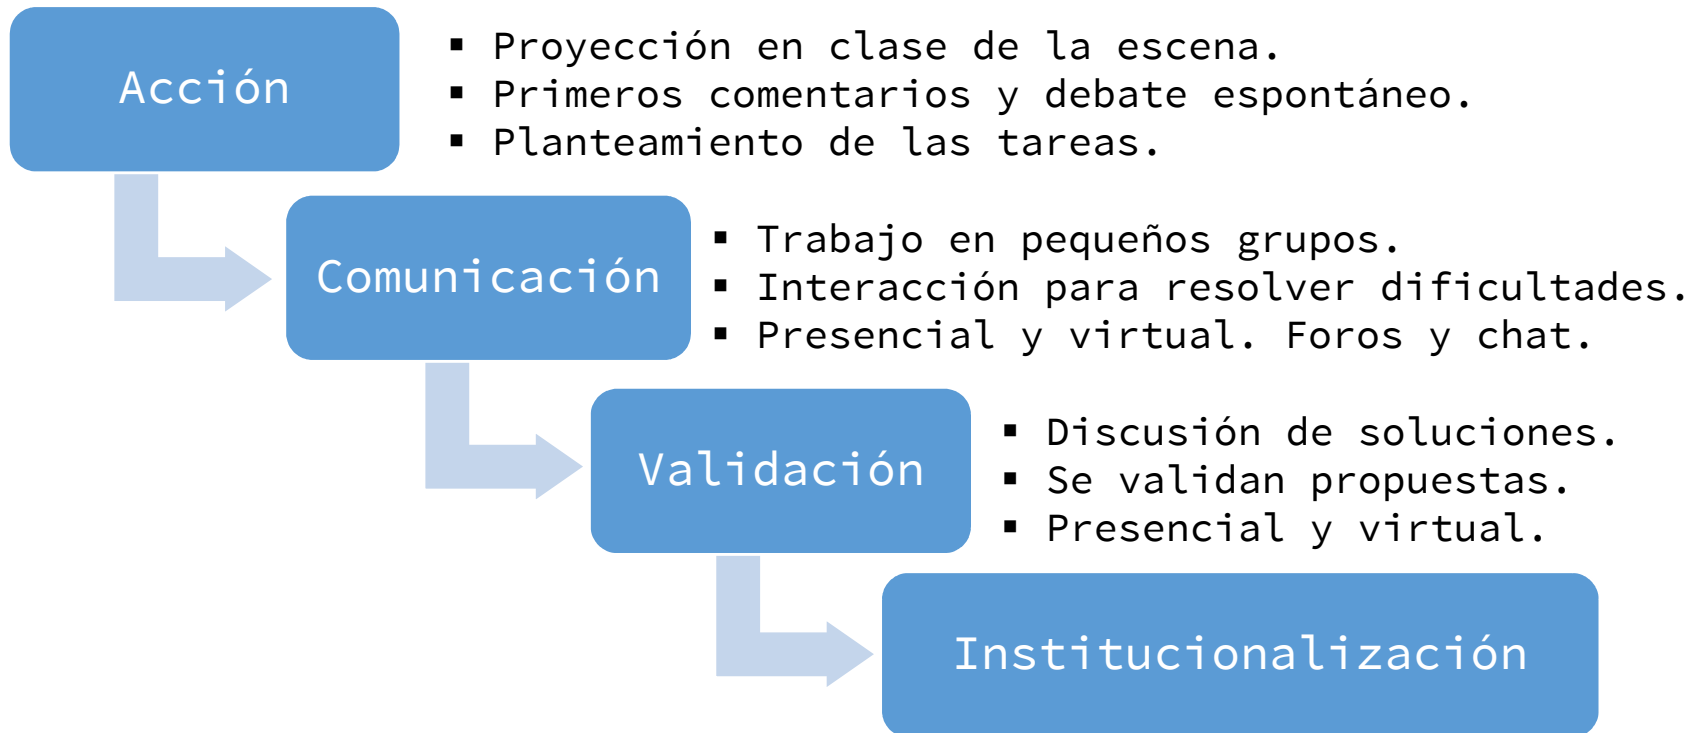 Acción
▪ Proyección en clase de la escena.
▪ Primeros comentarios y debate espontáneo.
▪ Planteamiento de las tareas.
Comunicación
▪ Trabajo en pequeños grupos.
▪ Interacción para resolver dificultades.
▪ Presencial y virtual. Foros y chat.
Validación
▪ Discusión de soluciones.
▪ Se validan propuestas.
▪ Presencial y virtual.
Institucionalización